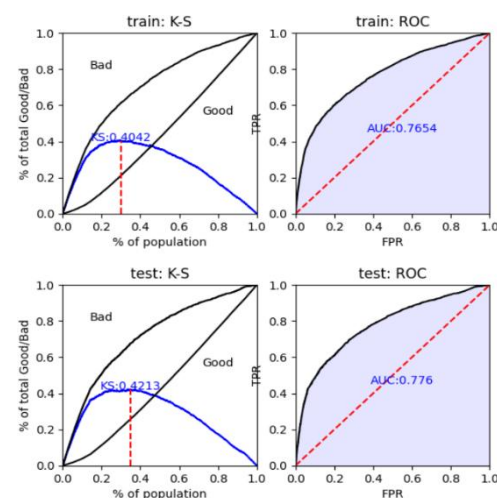 train: K-S
% of total Good/Bad
1.0
0.8
0.6
0.4
0.2
0.0
Bad
Good
KS:0.4042
0.0 0.2 0.4 0.6 0.8 1.0
% of population
train: ROC
TPR
1.0
0.8
0.6
0.4
0.2
0.0
AUC:0.7654
0.0 0.2 0.4 0.6 0.8 1.0
FPR
test: K-S
% of total Good/Bad
1.0
0.8
0.6
0.4
0.2
0.0
Bad
Good
KS:0.4213
0.0 0.2 0.4 0.6 0.8 1.0
% of population
test: ROC
TPR
1.0
0.8
0.6
0.4
0.2
0.0
AUC:0.776
0.0 0.2 0.4 0.6 0.8 1.0
FPR